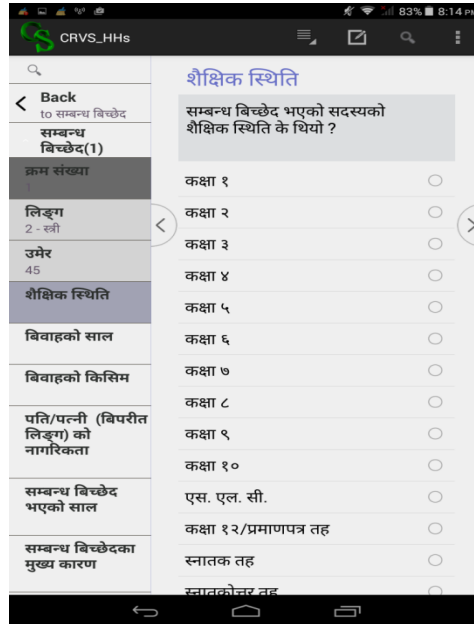 83% 8:14 PM
CRVS_HHs
Back
to सम्बन्ध बिच्छेद
सम्बन्ध
बिच्छेद(1)
क्रम संख्या
1
लिङ्ग
2 - स्त्री
उमेर
45
शैक्षिक स्थिति
बिवाहको साल
बिवाहको किसिम
पति/पत्नी (बिपरीत
लिङ्ग) को
नागरिकता
सम्बन्ध बिच्छेद
भएको साल
सम्बन्ध बिच्छेदका
मुख्य कारण
शैक्षिक स्थिति
सम्बन्ध बिच्छेद भएको सदस्यको
शैक्षिक स्थिति के थियो ?
कक्षा १
कक्षा २
कक्षा ३
कक्षा ४
कक्षा ५
कक्षा ६
कक्षा ७
कक्षा ८
कक्षा ९
कक्षा १०
एस. एल. सी.
कक्षा १२/प्रमाणपत्र तह
स्नातक तह
स्नातकोत्तर तह